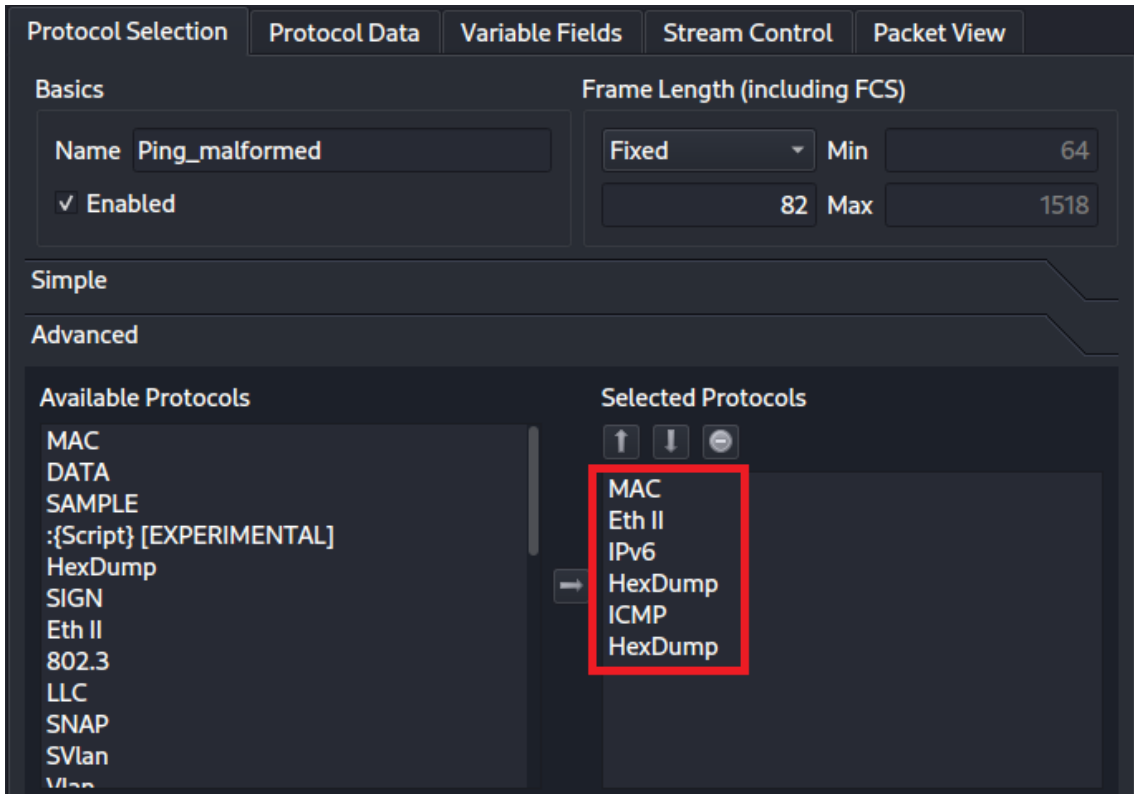 Protocol Selection Protocol Data Variable Fields Stream Control Packet View
Basics
Frame Length (including FCS)
Name Ping_malformed
Fixed Min 64
Enabled
82 Max 1518
Simple
Advanced
Available Protocols
MAC
DATA
SAMPLE
:{Script} [EXPERIMENTAL]
HexDump
SIGN
Eth II
802.3
LLC
SNAP
SVlan
Vlan
Selected Protocols
MAC
Eth II
IPv6
HexDump
ICMP
HexDump